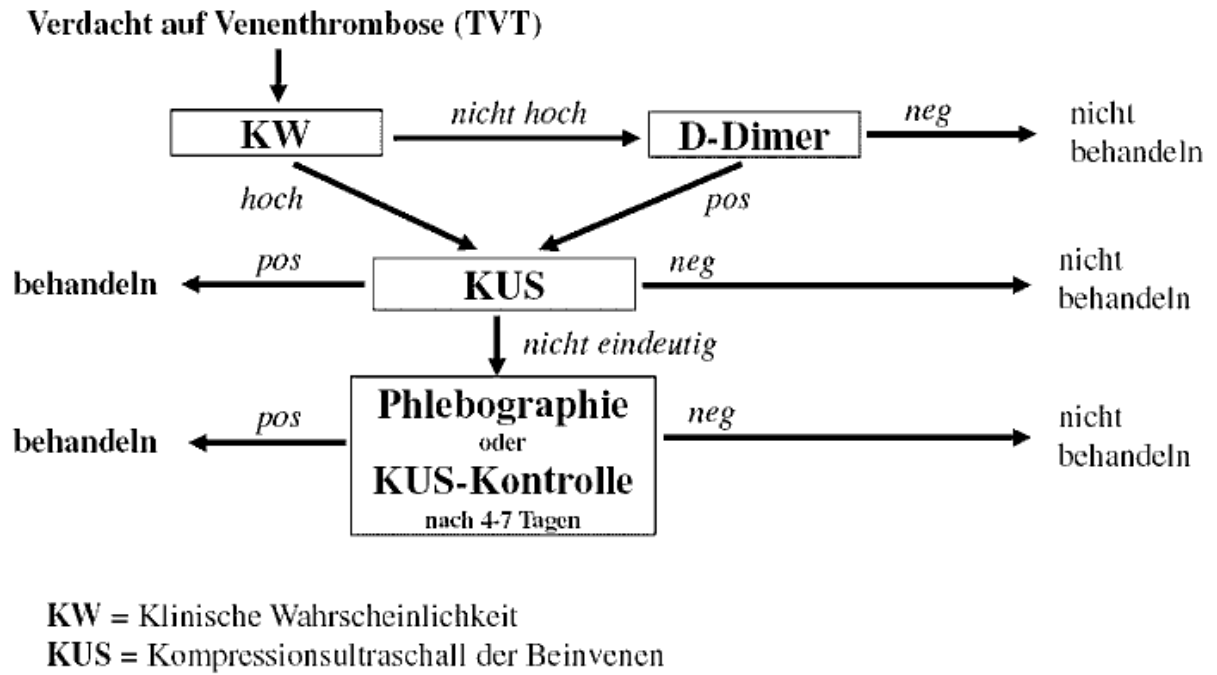 Verdacht auf Venenthrombose (TVT)
KW
nicht hoch
D-Dimer
neg
nicht
behandeln
hoch
pos
behandeln
pos
KUS
neg
nicht
behandeln
nicht eindeutig
behandeln
pos
Phlebographie
oder
KUS-Kontrolle
nach 4-7 Tagen
neg
nicht
behandeln
KW = Klinische Wahrscheinlichkeit
KUS = Kompressionsultraschall der Beinvenen